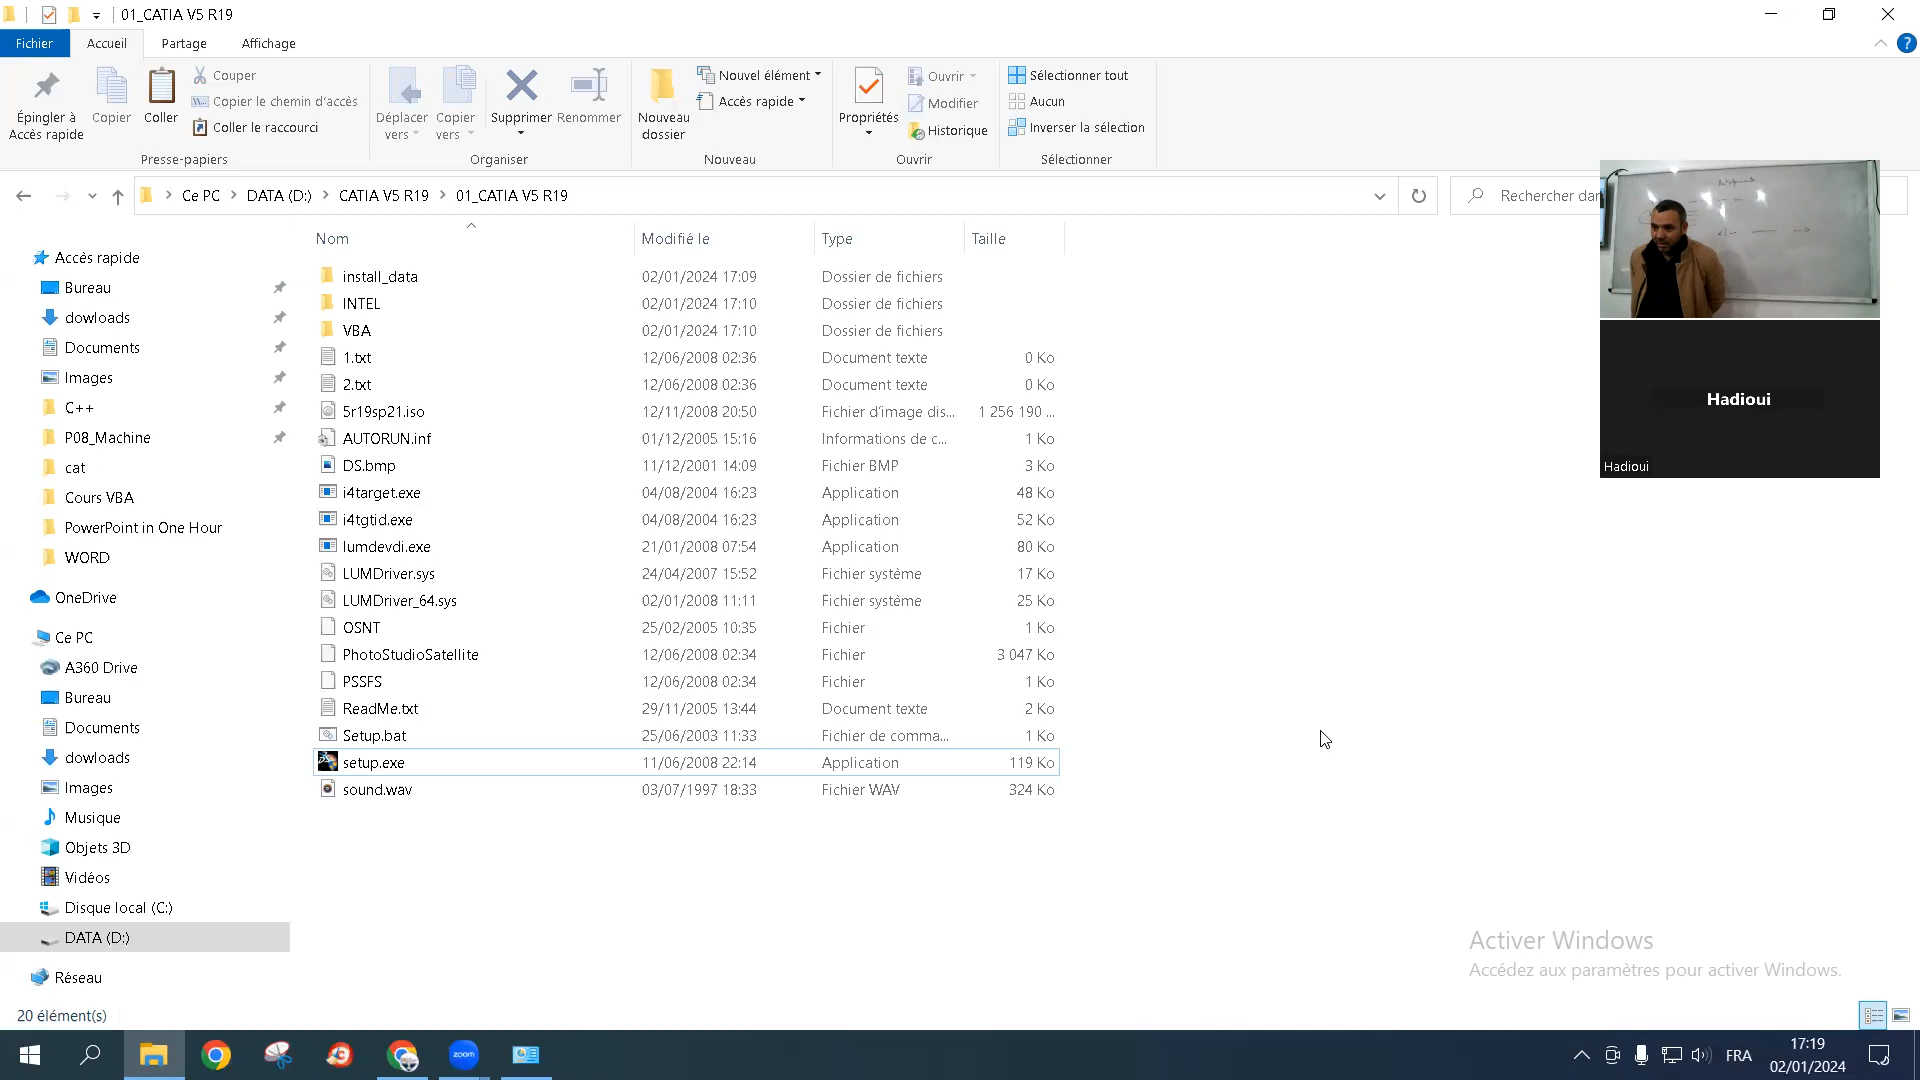 01_CATIA V5 R19
Fichier Accueil Partage Affichage
Épingler à Accès rapide
Copier
Coller
Couper
Copier le chemin d'accès
Coller le raccourci
Presse-papiers
Déplacer vers
Copier vers
Supprimer
Renommer
Organiser
Nouveau dossier
Nouvel élément
Accès rapide
Nouveau
Propriétés
Ouvrir
Modifier
Historique
Ouvrir
Sélectionner tout
Aucun
Inverser la sélection
Sélectionner
Ce PC > DATA (D:) > CATIA V5 R19 > 01_CATIA V5 R19
Rechercher dan
Accès rapide
Bureau
dowloads
Documents
Images
C++
P08_Machine
cat
Cours VBA
PowerPoint in One Hour
WORD
OneDrive
Ce PC
A360 Drive
Bureau
Documents
dowloads
Images
Musique
Objets 3D
Vidéos
Disque local (C:)
DATA (D:)
Réseau
Nom Modifié le Type Taille
install_data 02/01/2024 17:09 Dossier de fichiers
INTEL 02/01/2024 17:10 Dossier de fichiers
VBA 02/01/2024 17:10 Dossier de fichiers
1.txt 12/06/2008 02:36 Document texte 0 Ko
2.txt 12/06/2008 02:36 Document texte 0 Ko
5r19sp21.iso 12/11/2008 20:50 Fichier d'image dis... 1 256 190 ...
AUTORUN.inf 01/12/2005 15:16 Informations de c... 1 Ko
DS.bmp 11/12/2001 14:09 Fichier BMP 3 Ko
i4target.exe 04/08/2004 16:23 Application 48 Ko
i4tgtid.exe 04/08/2004 16:23 Application 52 Ko
lumdevdi.exe 21/01/2008 07:54 Application 80 Ko
LUMDriver.sys 24/04/2007 15:52 Fichier système 17 Ko
LUMDriver_64.sys 02/01/2008 11:11 Fichier système 25 Ko
OSNT 25/02/2005 10:35 Fichier 1 Ko
PhotoStudioSatellite 12/06/2008 02:34 Fichier 3 047 Ko
PSSFS 12/06/2008 02:34 Fichier 1 Ko
ReadMe.txt 29/11/2005 13:44 Document texte 2 Ko
Setup.bat 25/06/2003 11:33 Fichier de comma... 1 Ko
setup.exe 11/06/2008 22:14 Application 119 Ko
sound.wav 03/07/1997 18:33 Fichier WAV 324 Ko
Hadioui
Hadioui
Activer Windows
Accédez aux paramètres pour activer Windows.
20 élément(s)
zoom
FRA
17:19
02/01/2024